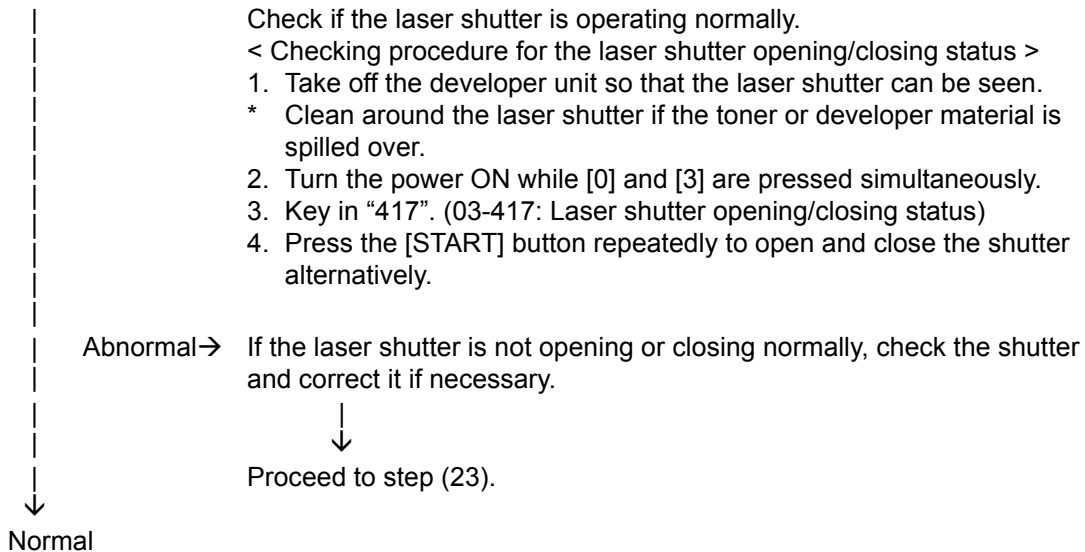 Check if the laser shutter is operating normally.
< Checking procedure for the laser shutter opening/closing status >
1. Take off the developer unit so that the laser shutter can be seen.
* Clean around the laser shutter if the toner or developer material is
spilled over.
2. Turn the power ON while [0] and [3] are pressed simultaneously.
3. Key in “417”. (03-417: Laser shutter opening/closing status)
4. Press the [START] button repeatedly to open and close the shutter
alternatively.
Abnormal→ If the laser shutter is not opening or closing normally, check the shutter
and correct it if necessary.
Proceed to step (23).
Normal